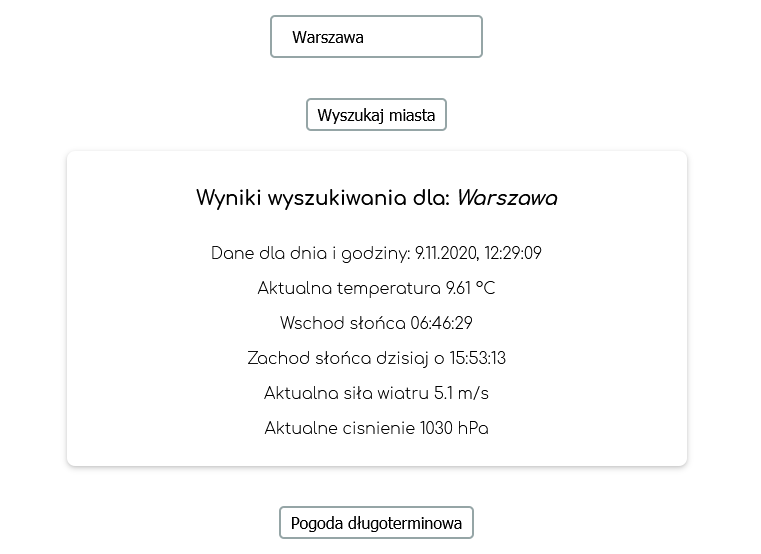 Warszawa
Wyszukaj miasta
Wyniki wyszukiwania dla: Warszawa
Dane dla dnia i godziny: 9.11.2020, 12:29:09
Aktualna temperatura 9.61 °C
Wschod słońca 06:46:29
Zachod słońca dzisiaj o 15:53:13
Aktualna siła wiatru 5.1 m/s
Aktualne cisnienie 1030 hPa
Pogoda długoterminowa